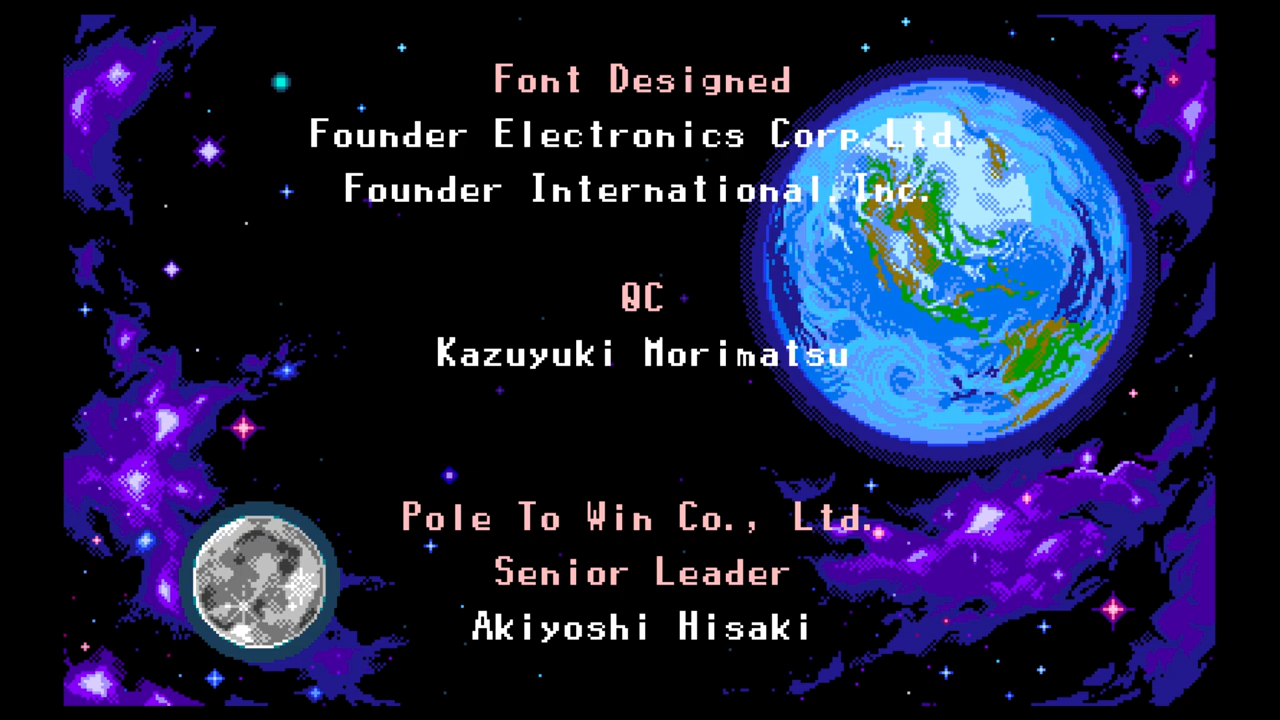 Font Designed
Founder Electronics Corp.Ltd.
Founder International,Inc.
QC
Kazuyuki Morimatsu
Pole To Win Co., Ltd.
Senior Leader
Akiyoshi Hisaki